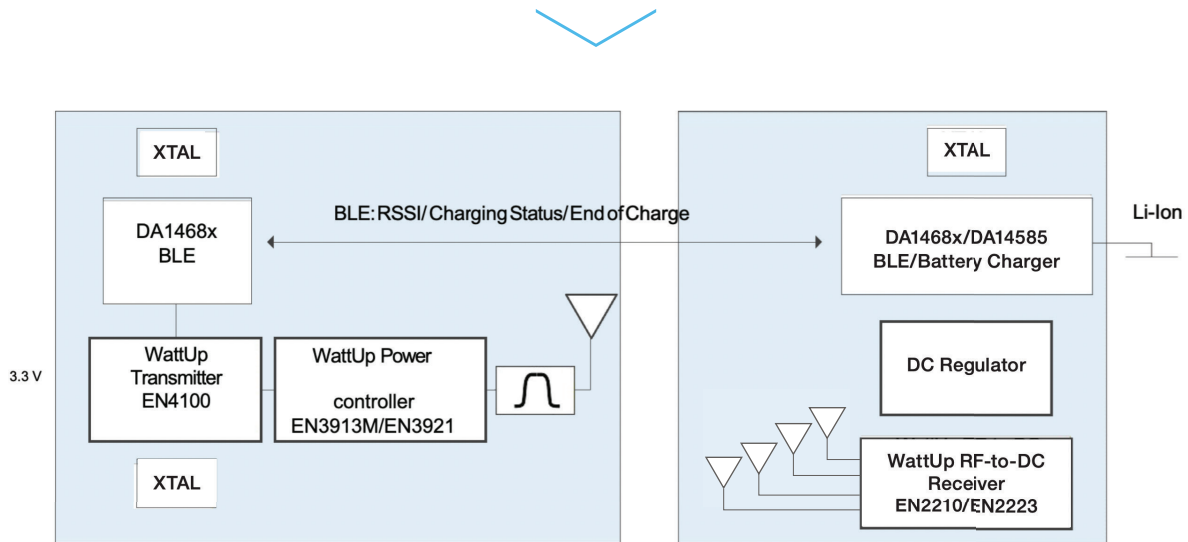 XTAL
XTAL
BLE: RSSI/ Charging Status/ End of Charge
DA1468x
BLE
DA1468x/DA14585
BLE/Battery Charger
Li-Ion
3.3 V
WattUp
Transmitter
EN4100
WattUp Power
controller
EN3913M/EN3921
DC Regulator
XTAL
WattUp RF-to-DC
Receiver
EN2210/EN2223